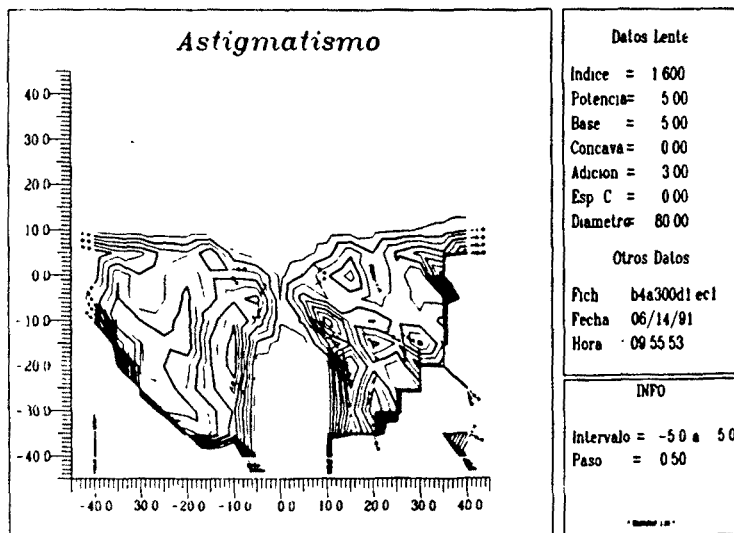 Astigmatismo
40 0
30 0
20 0
10 0
0 0
-10 0
-20 0
-30 0
-40 0
-40 0 -30 0 -20 0 -10 0 0 0 10 0 20 0 30 0 40 0
Datos Lente
Indice = 1 600
Potencia= 5 00
Base = 5 00
Concava = 0 00
Adicion = 3 00
Esp C = 0 00
Diametro= 80 00
Otros Datos
Fich b4a300d1 ec1
Fecha 06/14/91
Hora 09 55 53
INFO
Intervalo = -5 0 a 5 0
Paso = 0 50